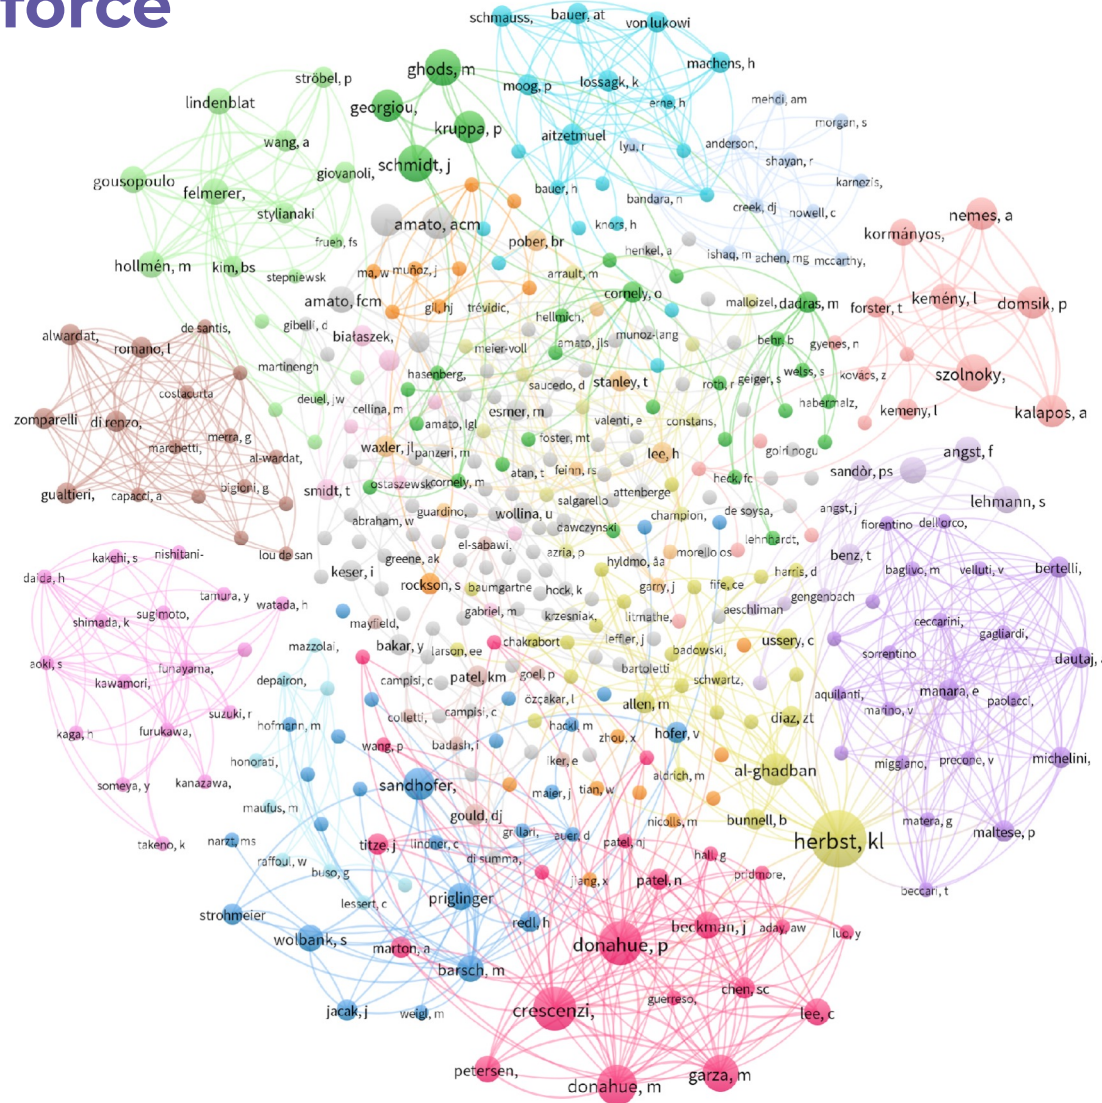 force
schmauss,
bauer, at
von lukowi
ghods, m
machens, h
ströbel, p
moog, p
lossagk, k
lindenblat
georgiou,
erne, h
mehdi, am
kruppa, p
aitzetmuel
morgan, s
wang, a
lyu, r
anderson,
schmidt, j
shayan, r
gousopoulo
giovanoli,
felmerer,
bauer, h
karnezis,
bandara, n
stylianaki
creek, dj
nowell, c
nemes, a
amato, acm
knors, h
kormányos,
frueh, fs
pober, br
henkel, a
ishaq, m
achen, mg
mccarthy,
hollmén, m
kim, bs
stepniewsk
ma, w
muñoz, j
arrault, m
amato, fcm
cornely, o
malloizel,
dadras, m
forster, t
kemény, l
domsik, p
gil, hj
trévidic,
hellmich,
de santis,
gibelli, d
białaszek,
munoz-lang
alwardat,
romano, l
meier-voll
amato, jls
behr, b
gyenes, n
martinengh
hasenberg,
saucedo, d
stanley, t
roth, r
geiger, s
welss, s
kovács, z
szolnoky,
costacurta
deuel, jw
cellina, m
esmer, m
habermalz,
kemeny, l
kalapos, a
zomparelli
di renzo,
amato, lgl
valenti, e
constans,
merra, g
marchetti,
al-wardat,
waxler, jl
panzeri, m
foster, mt
lee, h
goiri nogu
angst, f
atan, t
feinn, rs
heck, fc
sandòr, ps
gualtieri,
capacci, a
bigioni, g
smidt, t
ostaszewsk
cornely, m
salgarello
attenberge
lehmann, s
guardino,
wollina, u
champion,
de soysa,
angst, j
abraham, w
dawczynski
fiorentino
dell'orco,
lou de san
el-sabawi,
lehnhardt,
kakehi, s
nishitani-
greene, ak
azria, p
morello os
benz, t
keser, i
hyldmo, åa
harris, d
baglivo, m
velluti, v
bertelli,
daida, h
rockson, s
baumgartne
hock, k
garry, j
fife, ce
tamura, y
watada, h
gengenbach
sugimoto,
gabriel, m
krzesniak,
litmathe,
aeschliman
shimada, k
mayfield,
ceccarini,
gagliardi,
mazzolai,
bakar, y
larson, ee
chakrabort
leffler, j
badowski,
ussery, c
sorrentino
dautaj,
aoki, s
funayama,
bartoletti
kawamori,
depairon,
campisi, c
patel, km
goel, p
schwartz,
manara, e
özçakar, l
aquilanti,
paolacci,
suzuki, r
colletti,
campisi, c
allen, m
marino, v
kaga, h
furukawa,
hofmann, m
hackl, m
diaz, zt
wang, p
badash, i
zhou, x
hofer, v
honorati,
iker, e
miggiano,
precone, v
michelini,
someya, y
kanazawa,
sandhofer,
aldrich, m
al-ghadban
maier, j
tian, w
maufus, m
gould, dj
nicolis, m
bunnell, b
matera, g
maltese, p
takeno, k
narzt, ms
titze, j
lindner, c
grillari,
auer, d
patel, nj
herbst, kl
raffoul, w
di summa,
hall, g
buso, g
jiang, x
patel, n
pridmore,
beccari, t
lessert, c
priglinger
strohmeier
redl, h
beckman, j
aday, aw
luo, y
wolbank, s
marton, a
donahue, p
barsch, m
chen, sc
guerreso,
jacak, j
weigl, m
crescenzi,
lee, c
petersen,
donahue, m
garza, m